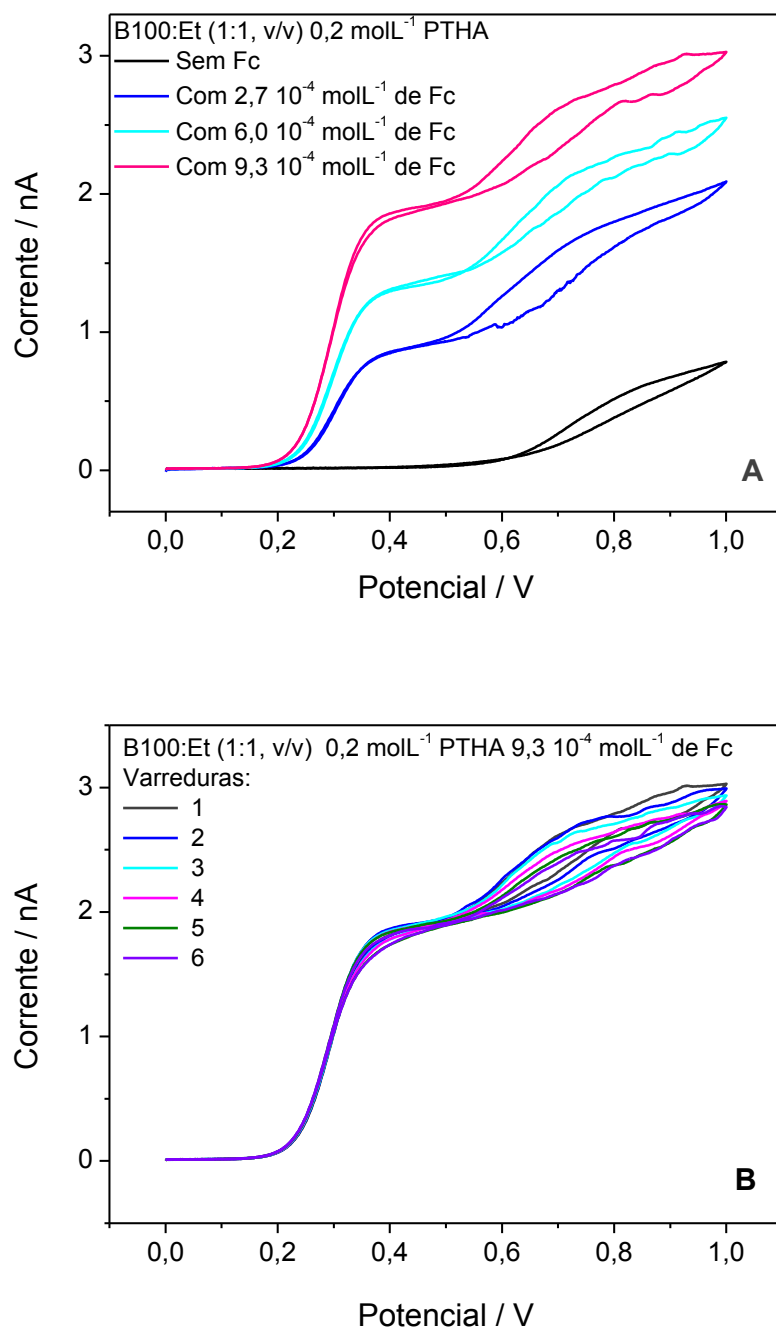 B100:Et (1:1, v/v) 0,2 molL⁻¹ PTHA
Sem Fc
Com 2,7 10⁻⁴ molL⁻¹ de Fc
Com 6,0 10⁻⁴ molL⁻¹ de Fc
Com 9,3 10⁻⁴ molL⁻¹ de Fc
3
2
1
0
Corrente / nA
A
0,0 0,2 0,4 0,6 0,8 1,0
Potencial / V
B100:Et (1:1, v/v) 0,2 molL⁻¹ PTHA 9,3 10⁻⁴ molL⁻¹ de Fc
Varreduras:
1
2
3
4
5
6
3
2
1
0
Corrente / nA
B
0,0 0,2 0,4 0,6 0,8 1,0
Potencial / V